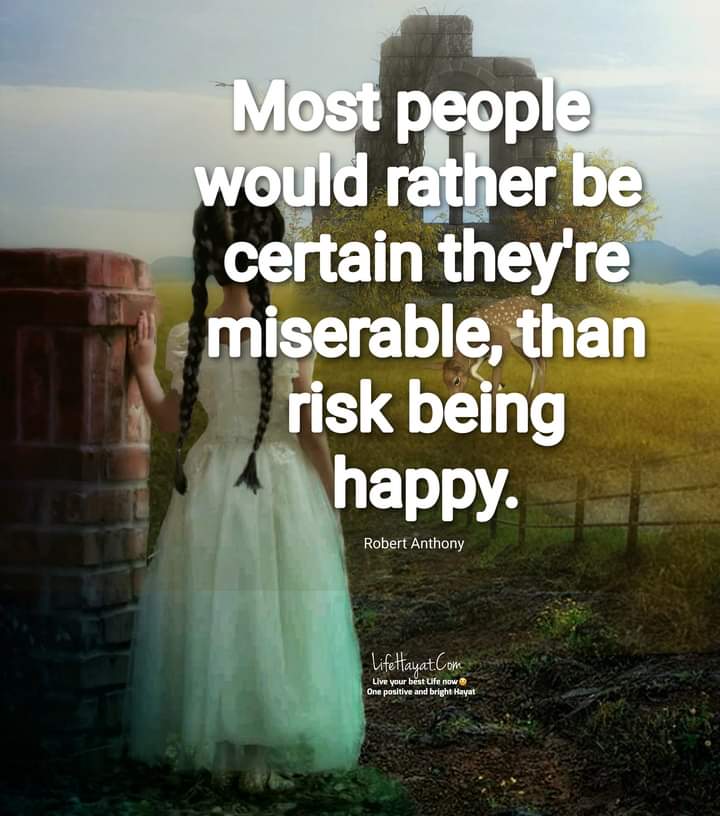 Most people
would rather be
certain they're
miserable, than
risk being
happy.
Robert Anthony
LifeHayat.Com
Live your best Life now😊
One positive and bright Hayat